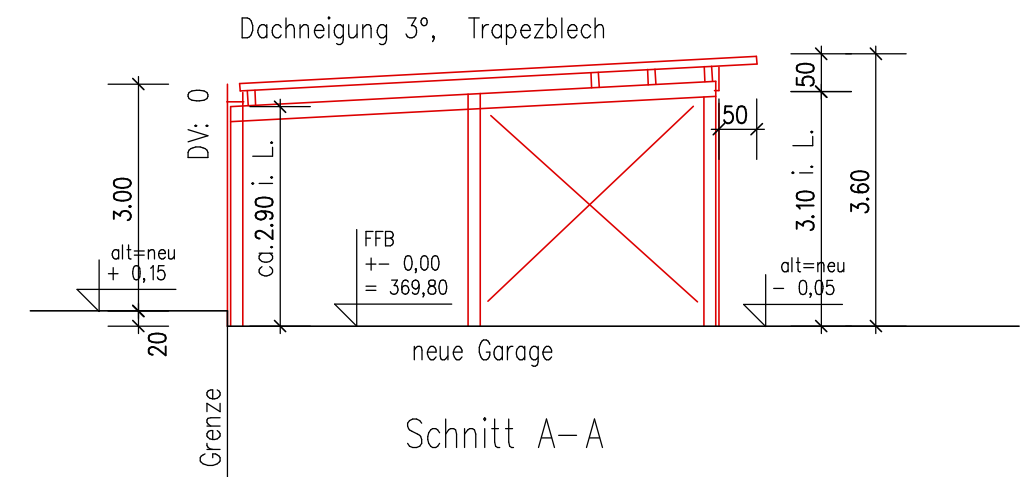 Dachneigung 3°, Trapezblech
DV: 0
50
50
3.00
ca.2.90 i. L.
3.10 i. L.
3.60
alt=neu
+ 0,15
FFB
+- 0,00
= 369,80
alt=neu
- 0,05
20
neue Garage
Grenze
Schnitt A-A